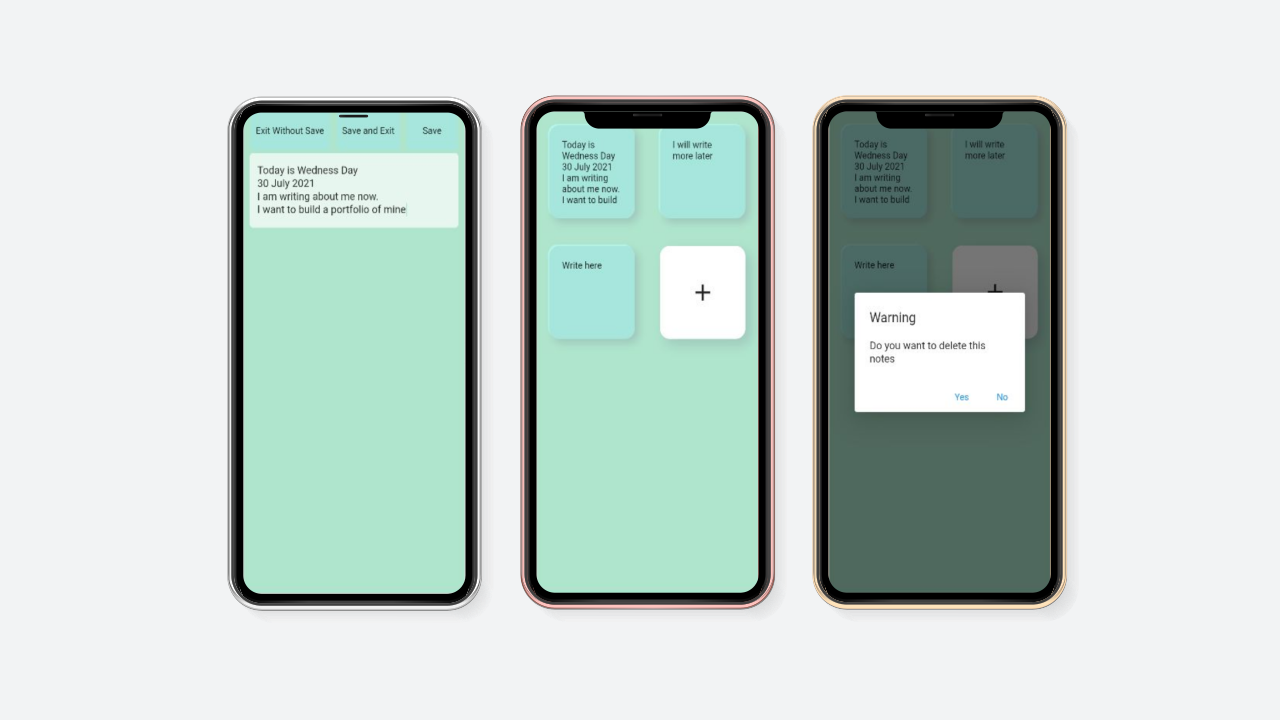 Exit Without Save
Save and Exit
Save
Today is Wedness Day
30 July 2021
I am writing about me now.
I want to build a portfolio of mine
Today is
Wedness Day
30 July 2021
I am writing
about me now.
I want to build
I will write
more later
Write here
+
Today is
Wedness Day
30 July 2021
I am writing
about me now.
I want to build
I will write
more later
Write here
+
Warning
Do you want to delete this
notes
Yes
No